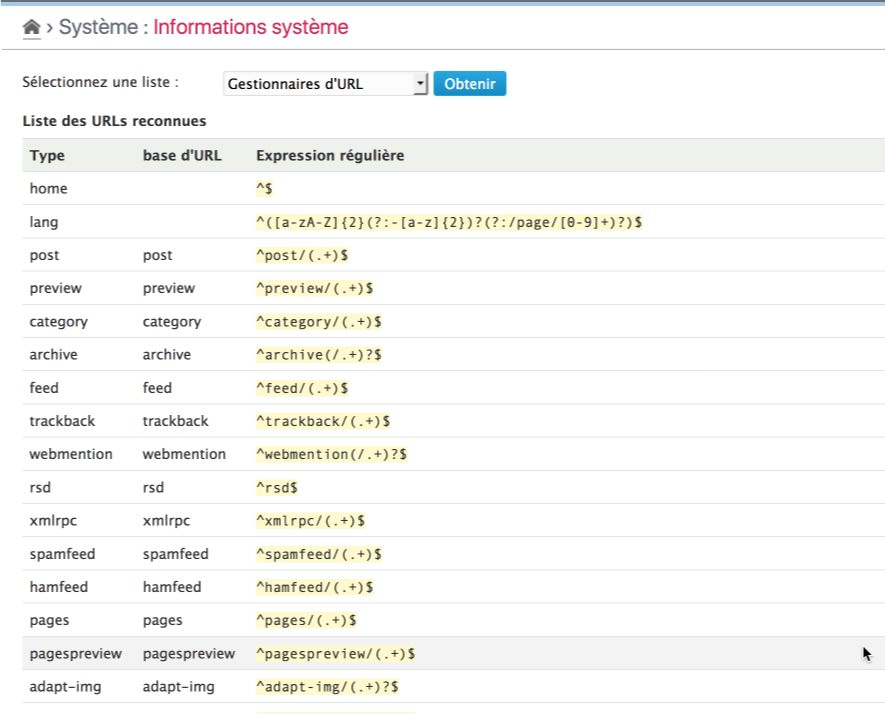 › Système : Informations système
Sélectionnez une liste : Gestionnaires d'URL Obtenir
Liste des URLs reconnues
Type base d'URL Expression régulière
home ^$
lang ^([a-zA-Z]{2}(?:-[a-z]{2})?(?:/page/[0-9]+)?)$
post post ^post/(.+)$
preview preview ^preview/(.+)$
category category ^category/(.+)$
archive archive ^archive(/.+)?$
feed feed ^feed/(.+)$
trackback trackback ^trackback/(.+)$
webmention webmention ^webmention(/.+)?$
rsd rsd ^rsd$
xmlrpc xmlrpc ^xmlrpc/(.+)$
spamfeed spamfeed ^spamfeed/(.+)$
hamfeed hamfeed ^hamfeed/(.+)$
pages pages ^pages/(.+)$
pagespreview pagespreview ^pagespreview/(.+)$
adapt-img adapt-img ^adapt-img/(.+)?$